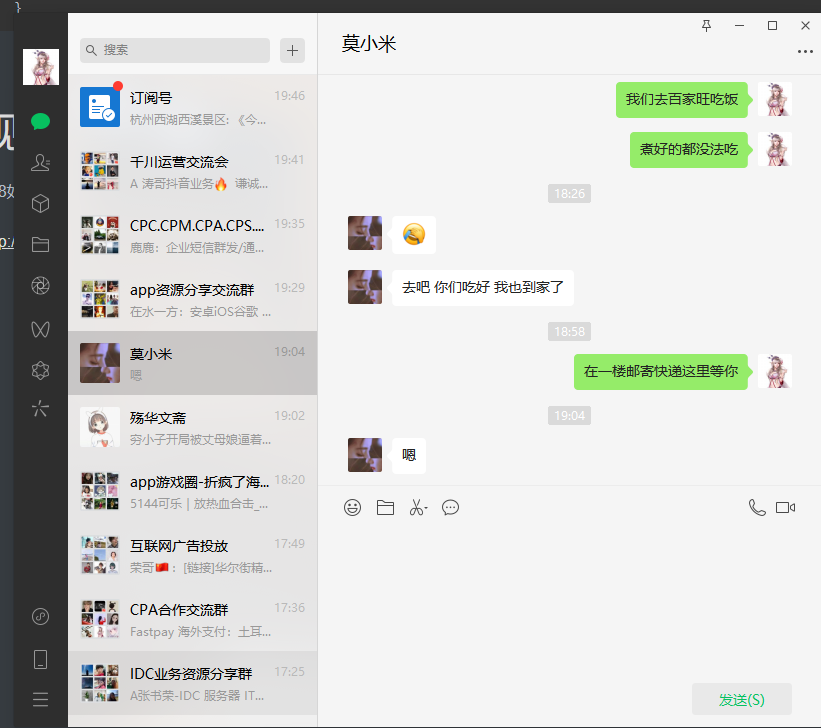 }
见
搜索
莫小米
8如
p:/
订阅号
19:46
杭州西湖西溪景区: 《今...
千川运营交流会
19:41
A 涛哥抖音业务🔥 谦诚...
CPC.CPM.CPA.CPS....
19:35
鹿鹿: 企业短信群发/通...
app资源分享交流群
19:29
在水一方: 安卓iOS谷歌 ...
莫小米
19:04
嗯
殇华文斋
19:02
穷小子开局被丈母娘逼着...
app游戏圈-折疯了海...
18:20
5144可乐 | 放热血合击_...
互联网广告投放
17:49
荣哥🇨🇳: [链接]华尔街精...
CPA合作交流群
17:36
Fastpay 海外支付: 土耳...
IDC业务资源分享群
17:25
A张书荣-IDC 服务器 IT...
我们去百家旺吃饭
煮好的都没法吃
18:26
去吧 你们吃好 我也到家了
18:58
在一楼邮寄快递这里等你
19:04
嗯
发送(S)